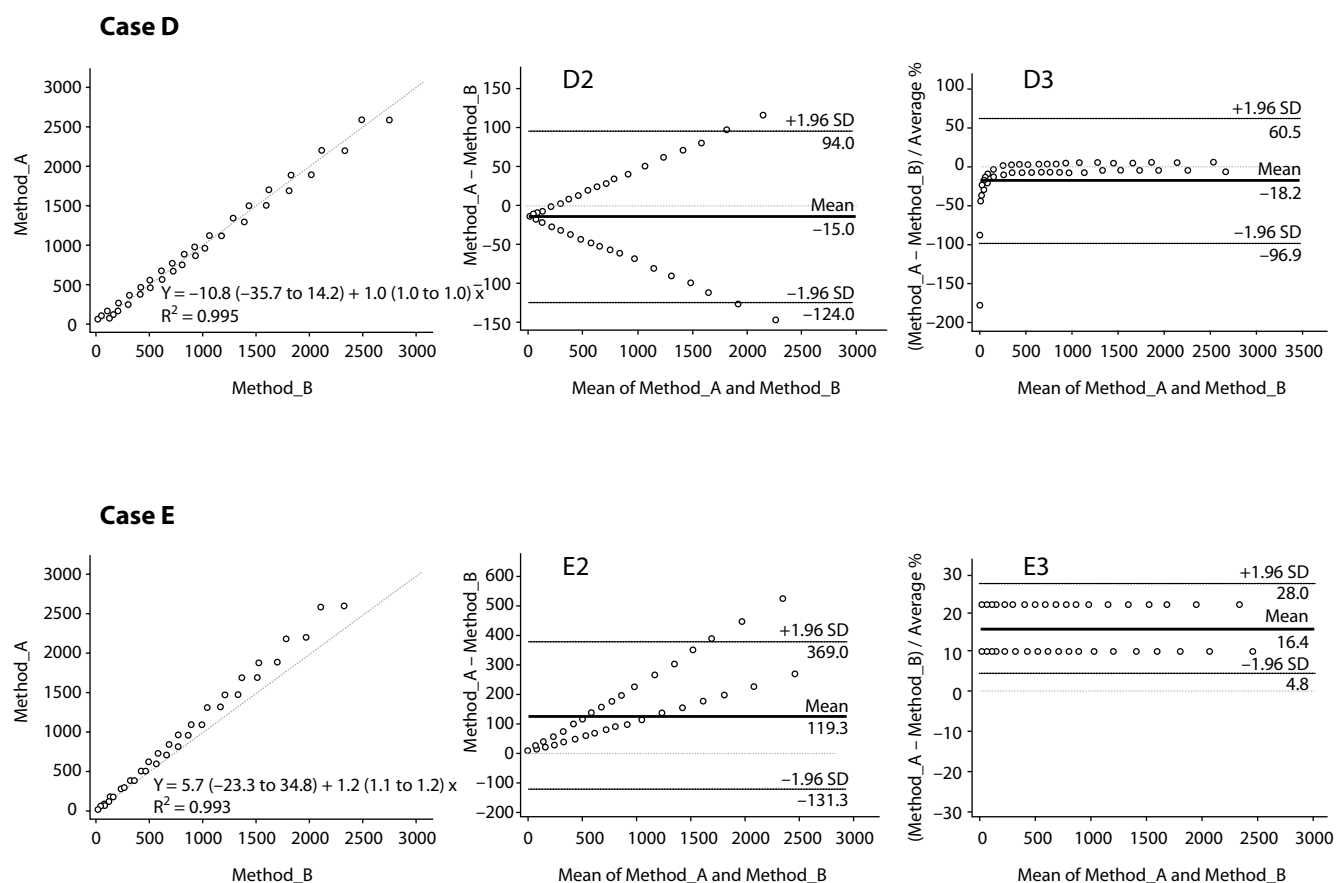 Case D
3000
2500
2000
1500
1000
500
0
Method_A
Y = −10.8 (−35.7 to 14.2) + 1.0 (1.0 to 1.0) x
R² = 0.995
0 500 1000 1500 2000 2500 3000
Method_B
D2
150
100
50
0
−50
−100
−150
Method_A − Method_B
+1.96 SD
94.0
Mean
−15.0
−1.96 SD
−124.0
0 500 1000 1500 2000 2500 3000
Mean of Method_A and Method_B
D3
100
50
0
−50
−100
−150
−200
(Method_A − Method_B) / Average %
+1.96 SD
60.5
Mean
−18.2
−1.96 SD
−96.9
0 500 1000 1500 2000 2500 3000 3500
Mean of Method_A and Method_B
Case E
3000
2500
2000
1500
1000
500
0
Method_A
Y = 5.7 (−23.3 to 34.8) + 1.2 (1.1 to 1.2) x
R² = 0.993
0 500 1000 1500 2000 2500 3000
Method_B
E2
600
500
400
300
200
100
0
−100
−200
Method_A − Method_B
+1.96 SD
369.0
Mean
119.3
−1.96 SD
−131.3
0 500 1000 1500 2000 2500 3000
Mean of Method_A and Method_B
E3
30
20
10
0
−10
−20
−30
(Method_A − Method_B) / Average %
+1.96 SD
28.0
Mean
16.4
−1.96 SD
4.8
0 500 1000 1500 2000 2500 3000
Mean of Method_A and Method_B